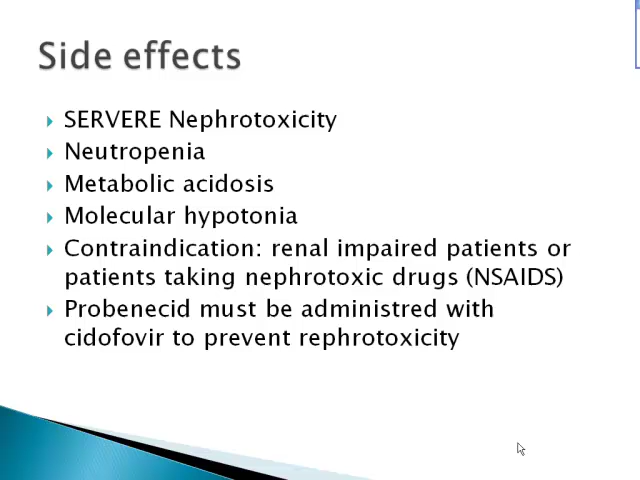 Side effects
SERVERE Nephrotoxicity
Neutropenia
Metabolic acidosis
Molecular hypotonia
Contraindication: renal impaired patients or
patients taking nephrotoxic drugs (NSAIDS)
Probenecid must be administred with
cidofovir to prevent rephrotoxicity